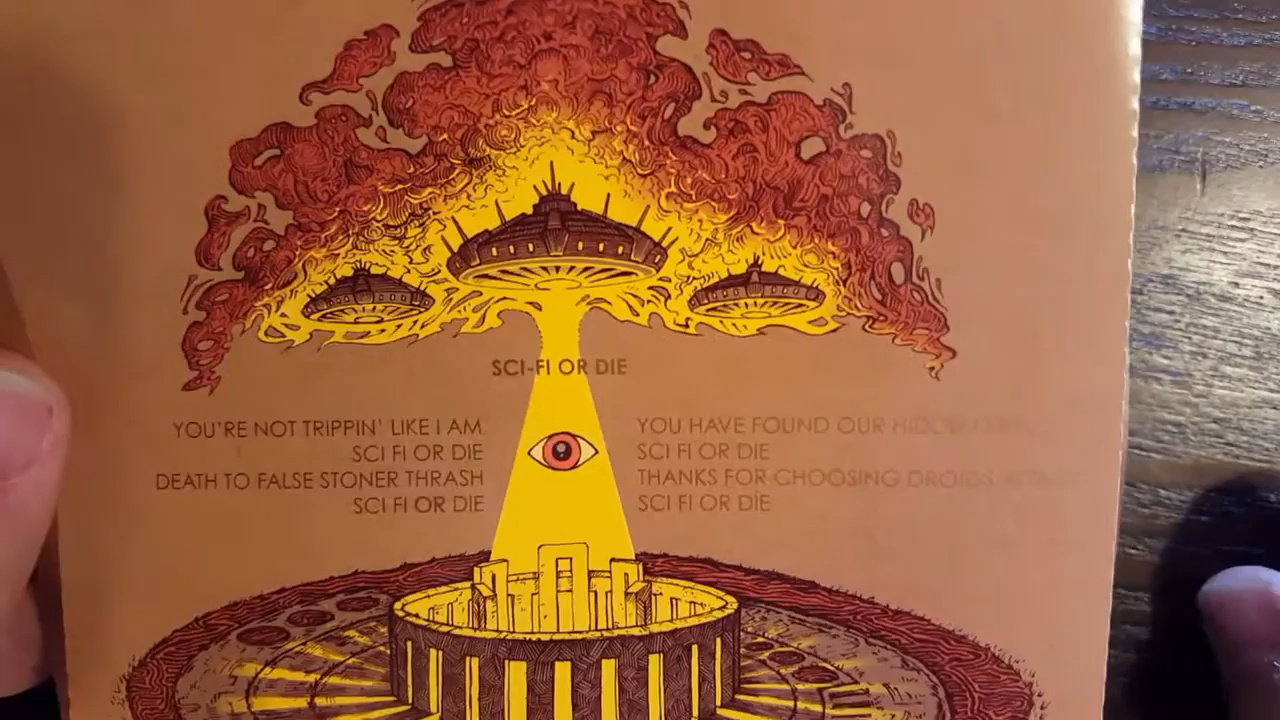 SCI-FI OR DIE
YOU'RE NOT TRIPPIN' LIKE I AM
SCI FI OR DIE
DEATH TO FALSE STONER THRASH
SCI FI OR DIE
YOU HAVE FOUND OUR HIDDEN
SCI FI OR DIE
THANKS FOR CHOOSING DROIDS ATTACK
SCI FI OR DIE